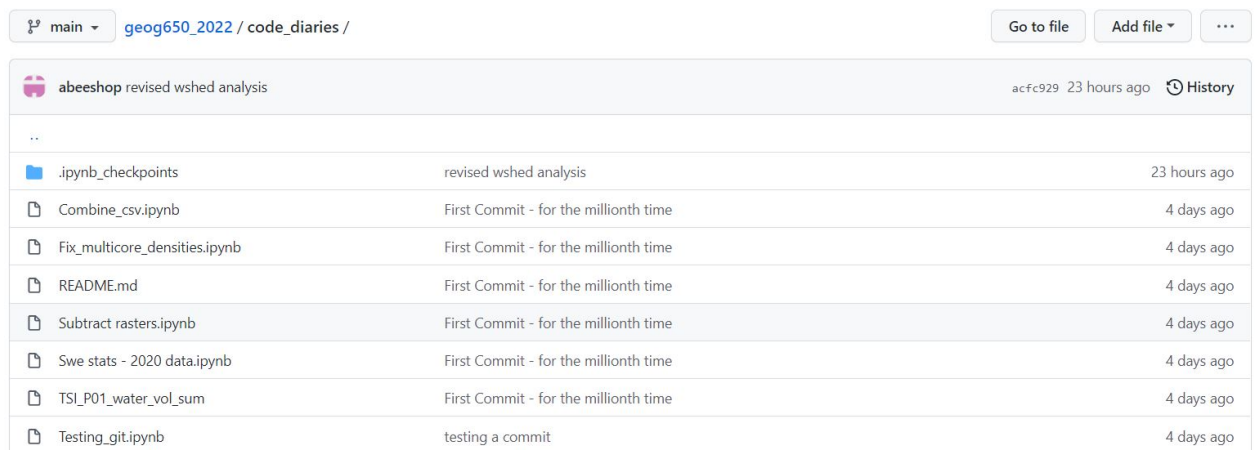 main geog650_2022 / code_diaries / Go to file Add file ...
abeeshop revised wshed analysis acfc929 23 hours ago History
..
.ipynb_checkpoints revised wshed analysis 23 hours ago
Combine_csv.ipynb First Commit - for the millionth time 4 days ago
Fix_multicore_densities.ipynb First Commit - for the millionth time 4 days ago
README.md First Commit - for the millionth time 4 days ago
Subtract rasters.ipynb First Commit - for the millionth time 4 days ago
Swe stats - 2020 data.ipynb First Commit - for the millionth time 4 days ago
TSI_P01_water_vol_sum First Commit - for the millionth time 4 days ago
Testing_git.ipynb testing a commit 4 days ago